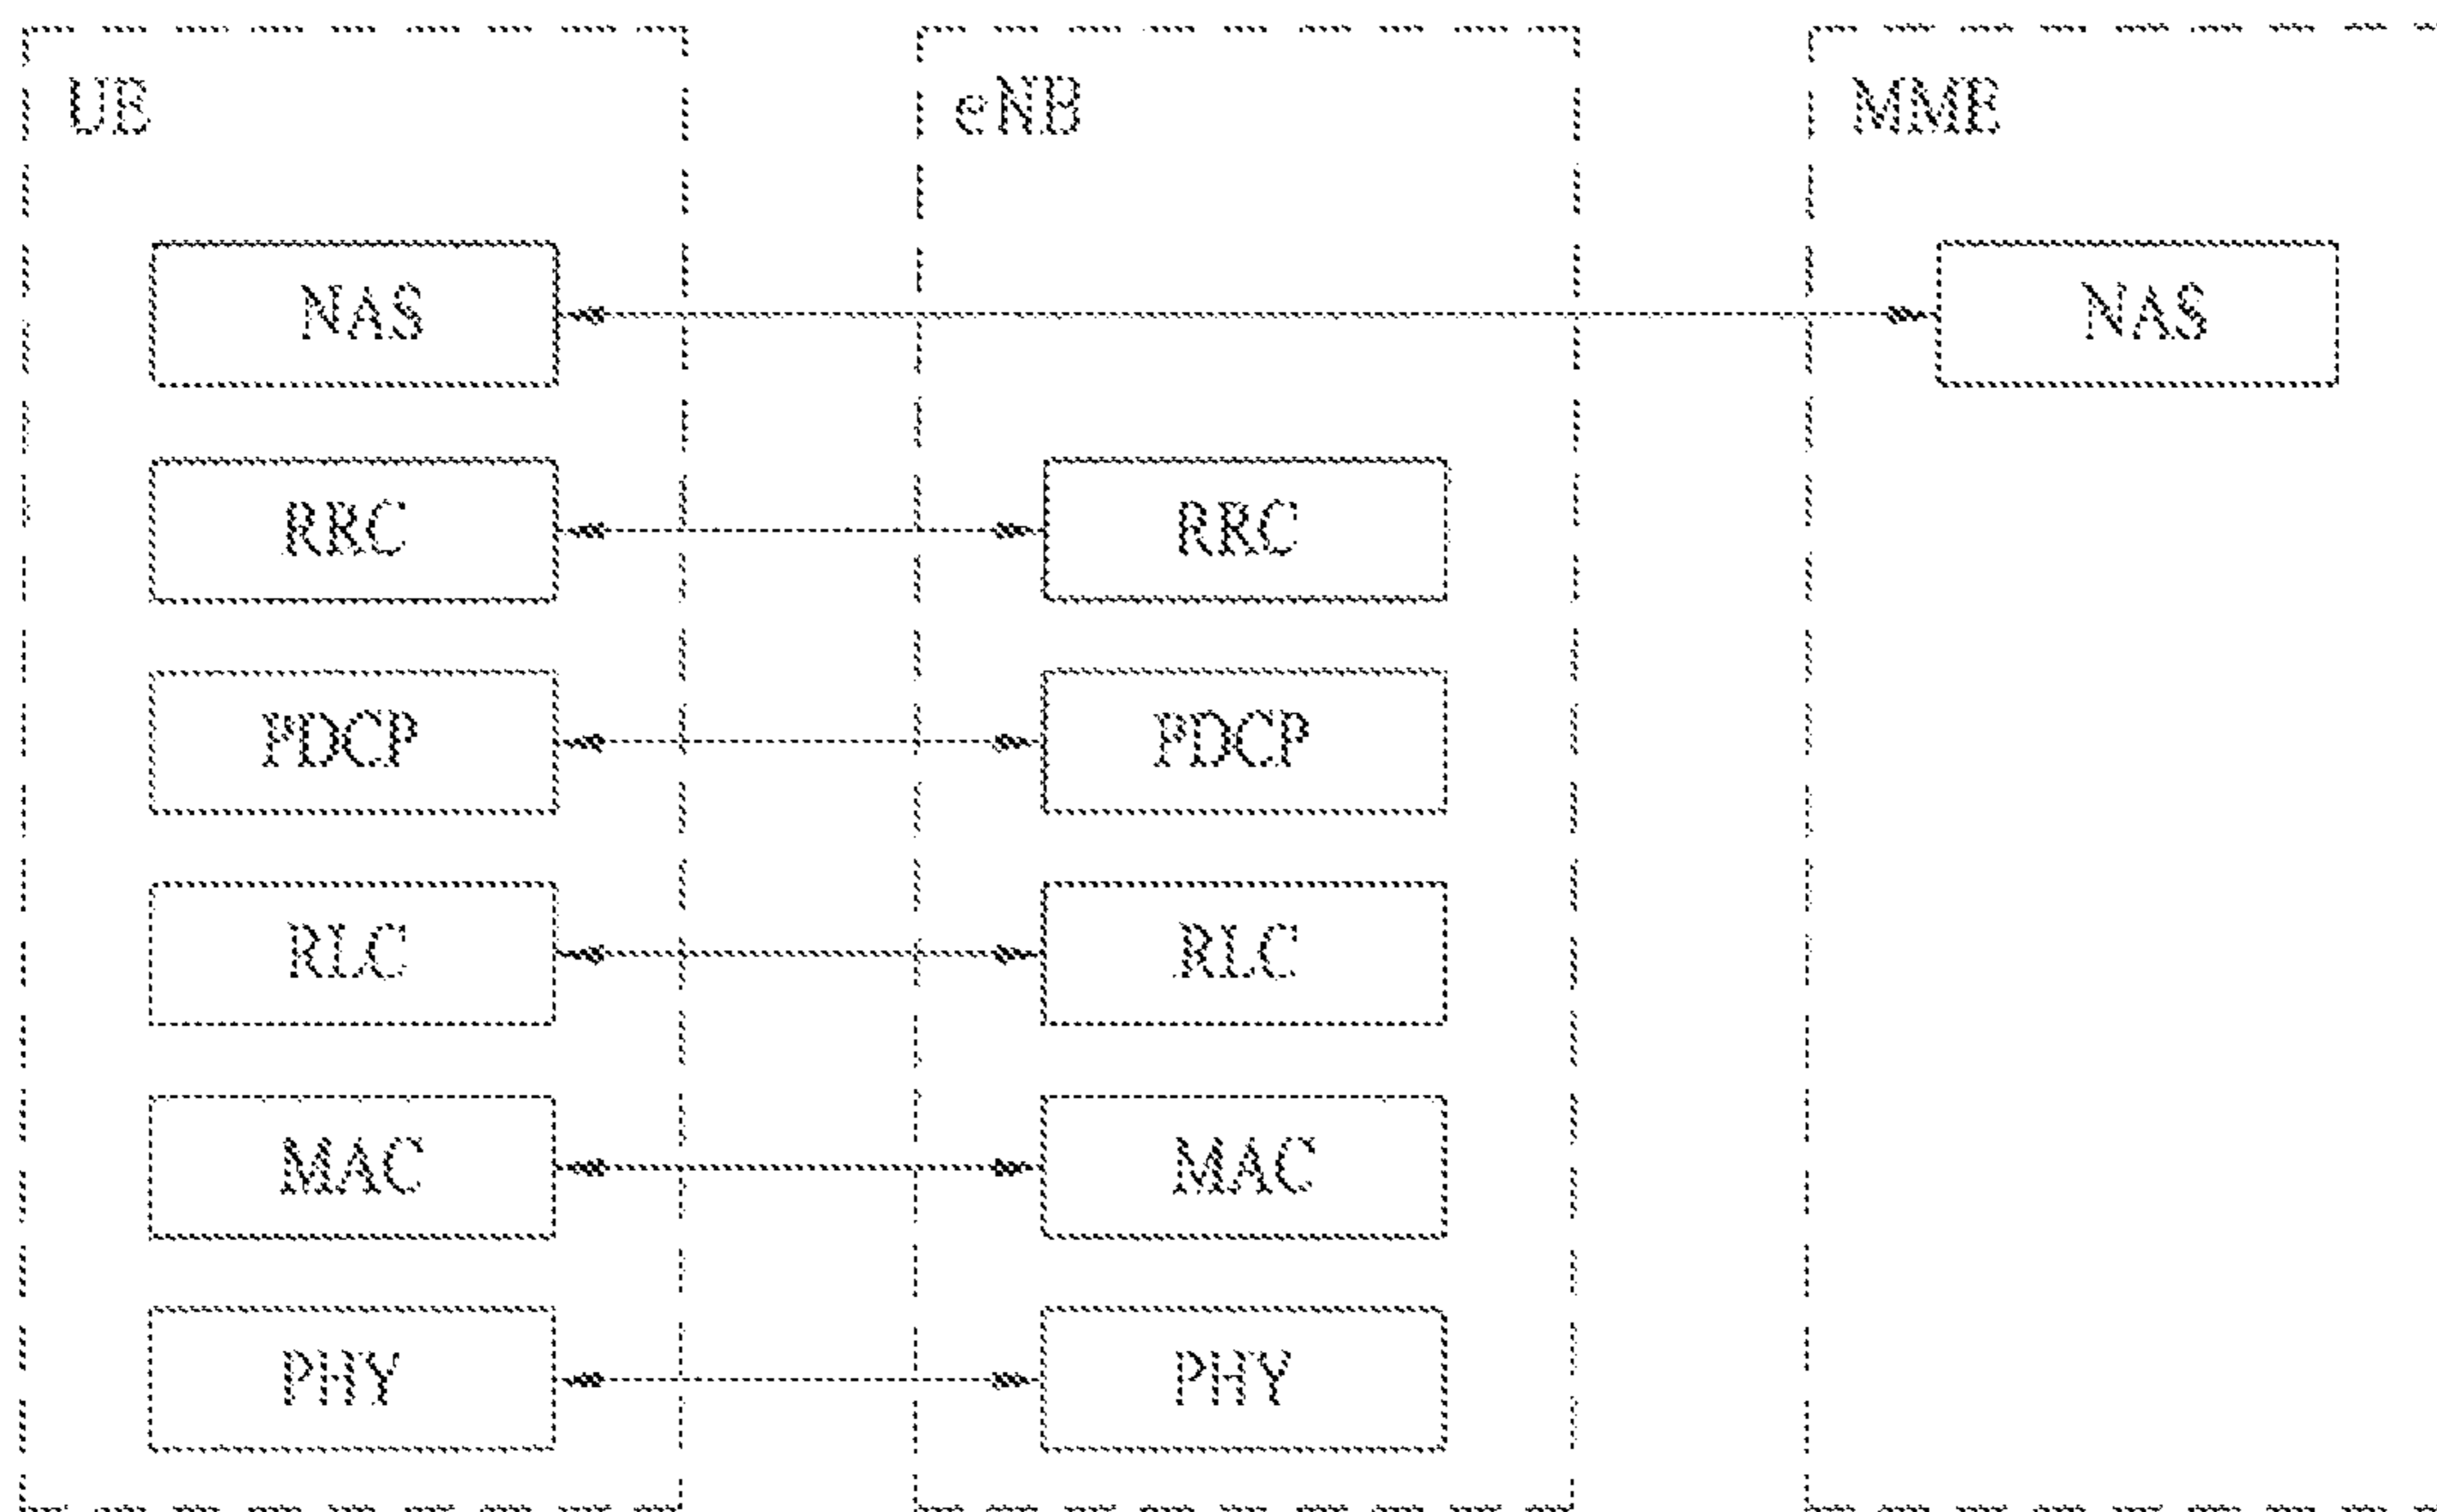 UE eNB MME
NAS NAS
RRC RRC
PDCP PDCP
RLC RLC
MAC MAC
PHY PHY